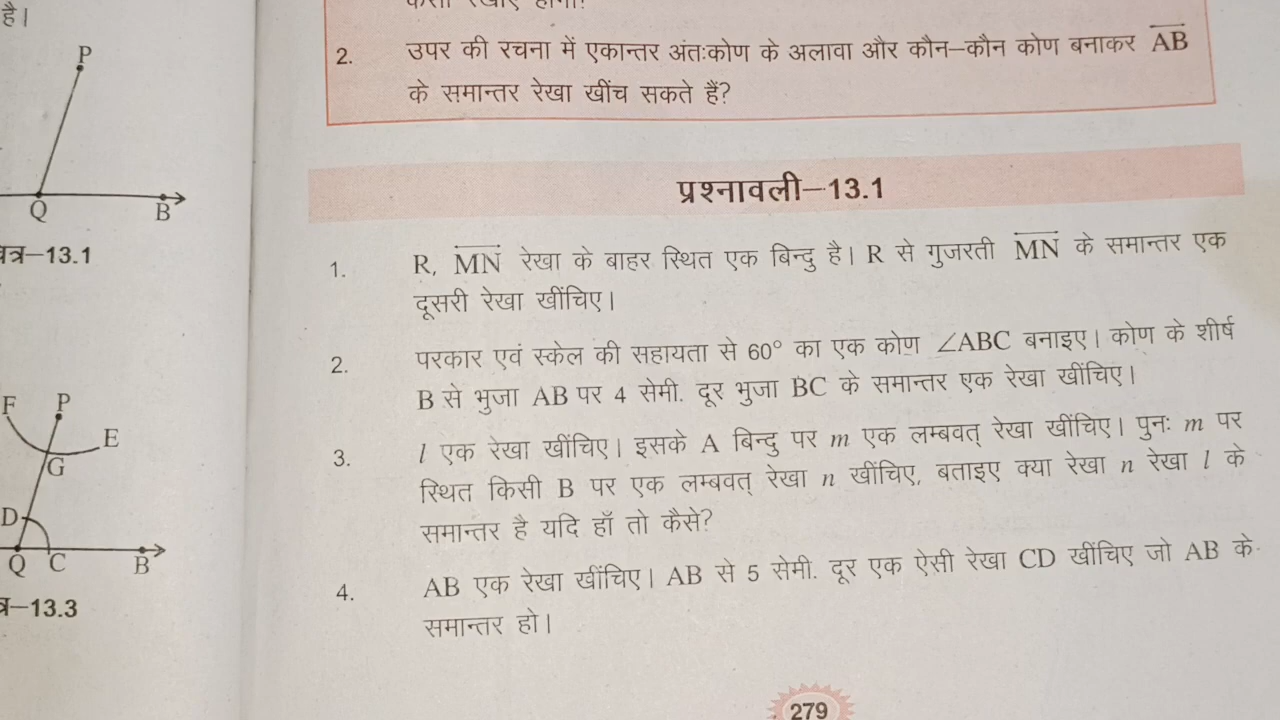 है।
P
Q
B
त्र–13.1
F
P
E
G
D
Q
C
B
–13.3
2. उपर की रचना में एकान्तर अंतःकोण के अलावा और कौन–कौन कोण बनाकर AB
के समान्तर रेखा खींच सकते हैं?
प्रश्नावली–13.1
1. R, MN रेखा के बाहर स्थित एक बिन्दु है। R से गुजरती MN के समान्तर एक
दूसरी रेखा खींचिए।
2. परकार एवं स्केल की सहायता से 60° का एक कोण ∠ABC बनाइए। कोण के शीर्ष
B से भुजा AB पर 4 सेमी. दूर भुजा BC के समान्तर एक रेखा खींचिए।
3. l एक रेखा खींचिए। इसके A बिन्दु पर m एक लम्बवत् रेखा खींचिए। पुनः m पर
स्थित किसी B पर एक लम्बवत् रेखा n खींचिए, बताइए क्या रेखा n रेखा l के
समान्तर है यदि हाँ तो कैसे?
4. AB एक रेखा खींचिए। AB से 5 सेमी. दूर एक ऐसी रेखा CD खींचिए जो AB के
समान्तर हो।
279